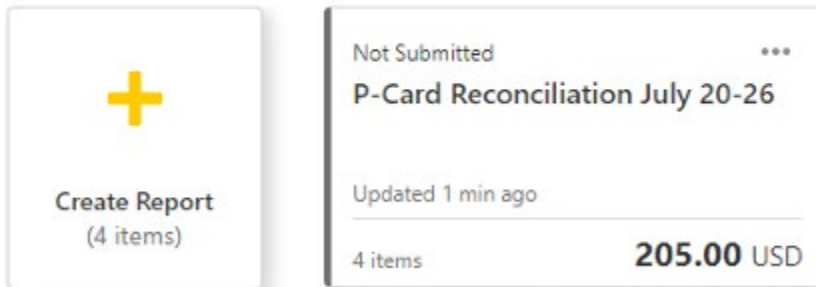 Create Report
(4 items)
Not Submitted
P-Card Reconciliation July 20-26
Updated 1 min ago
4 items
205.00 USD